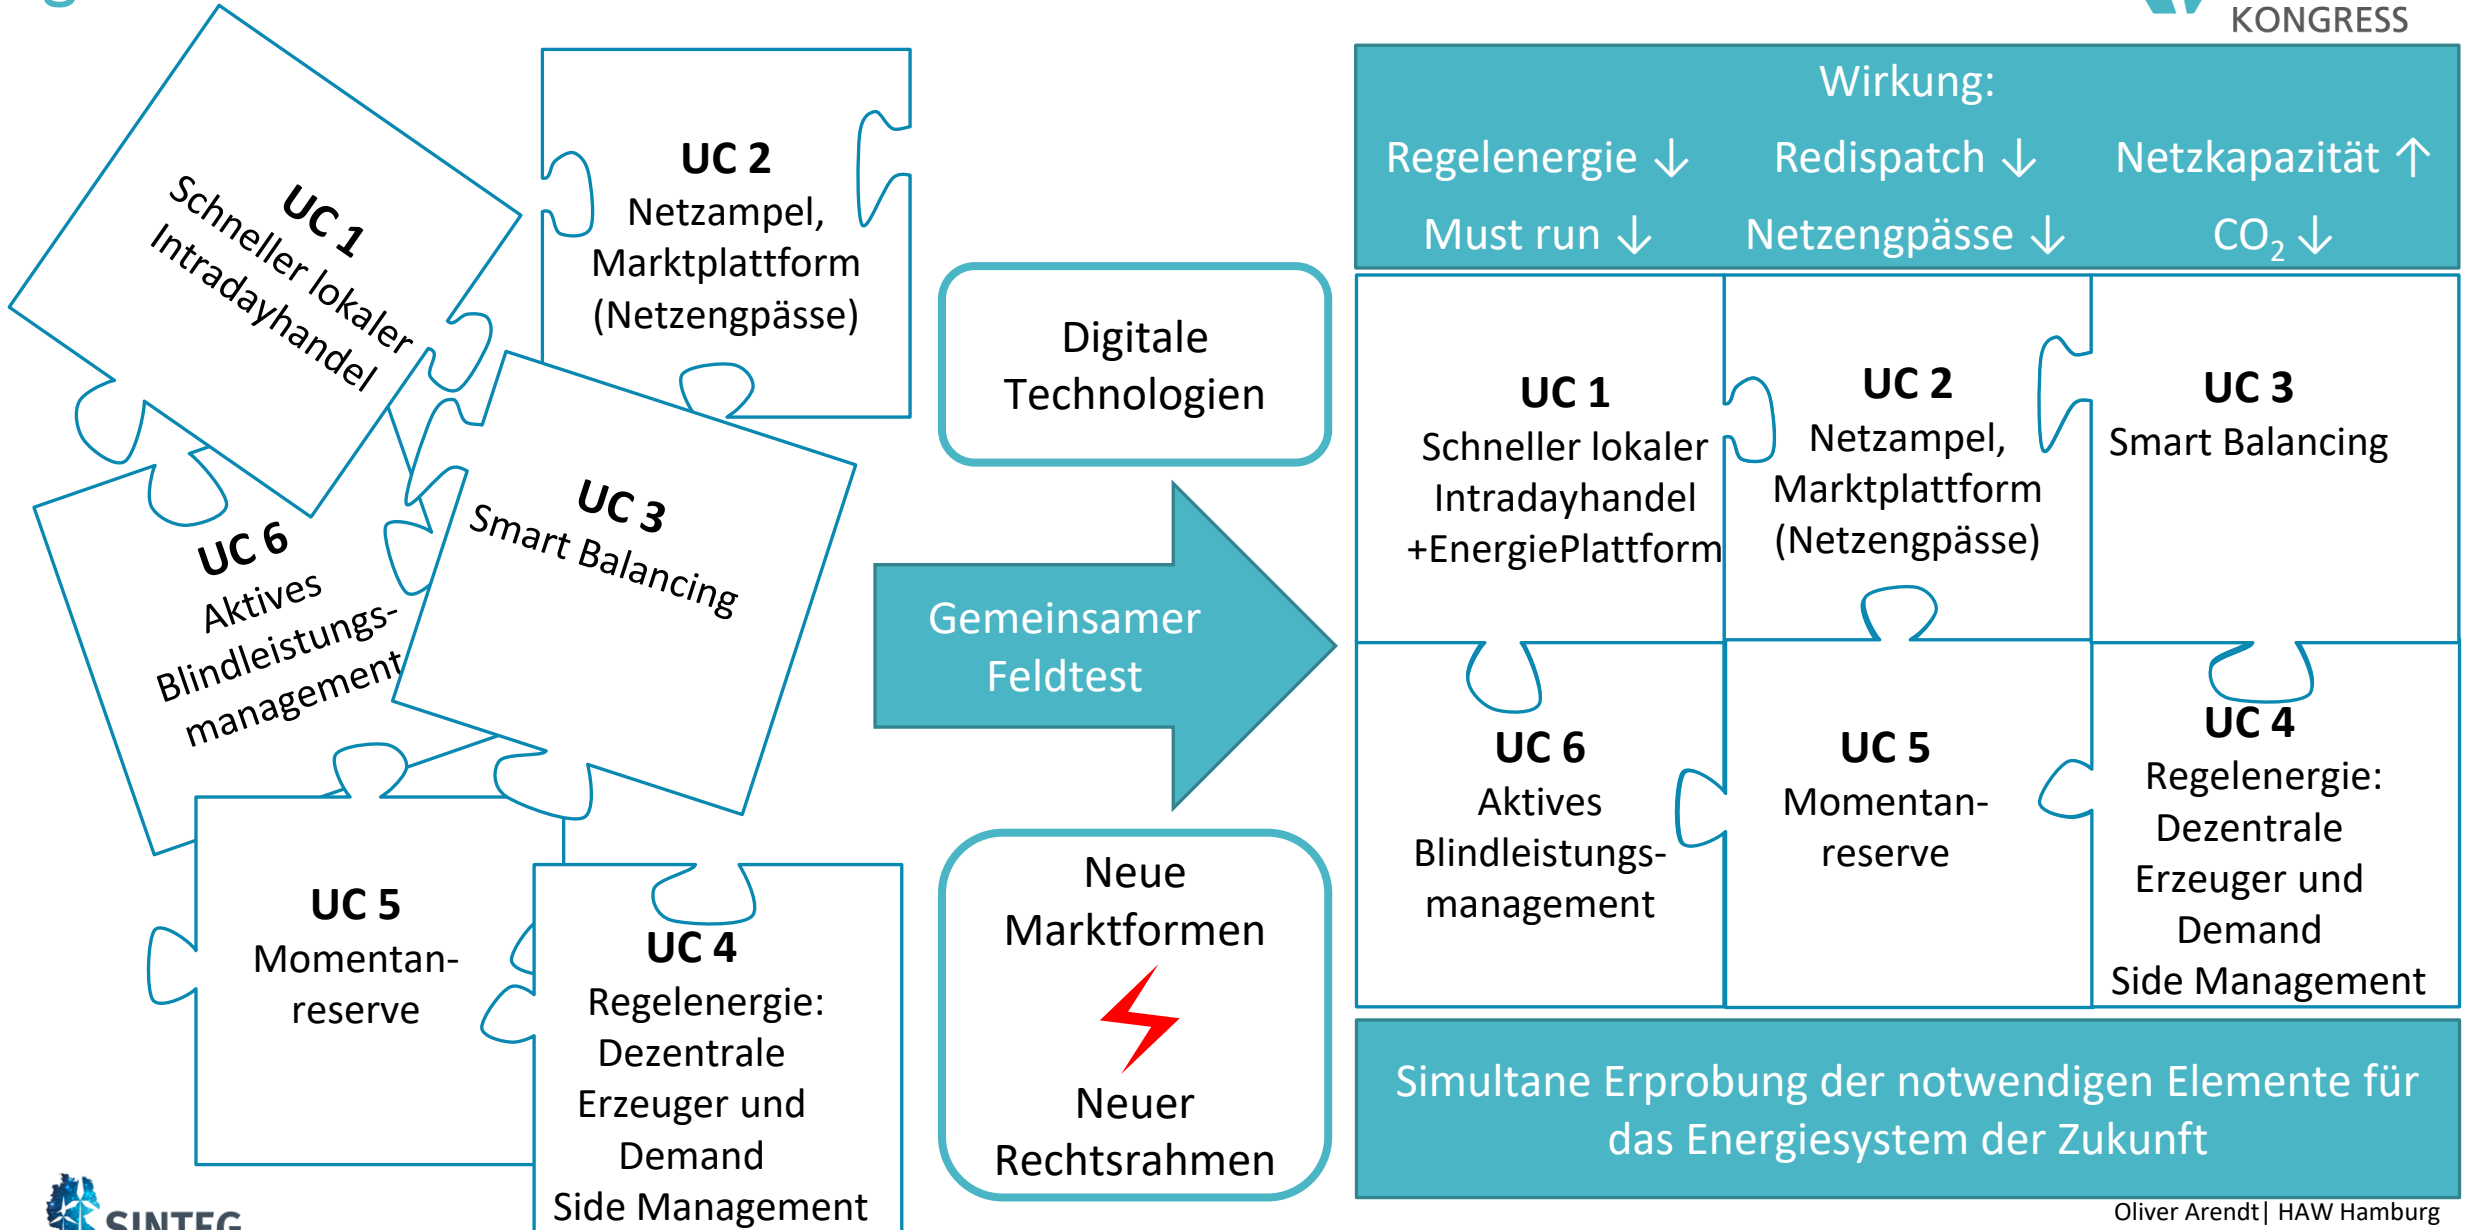 KONGRESS
UC 1
Schneller lokaler
Intradayhandel
UC 2
Netzampel,
Marktplattform
(Netzengpässe)
UC 3
Smart Balancing
UC 6
Aktives
Blindleistungs-
management
UC 5
Momentan-
reserve
UC 4
Regelenergie:
Dezentrale
Erzeuger und
Demand
Side Management
Digitale
Technologien
Gemeinsamer
Feldtest
Neue
Marktformen
Neuer
Rechtsrahmen
Wirkung:
Regelenergie ↓ Redispatch ↓ Netzkapazität ↑
Must run ↓ Netzengpässe ↓ CO₂ ↓
UC 1
Schneller lokaler
Intradayhandel
+EnergiePlattform
UC 2
Netzampel,
Marktplattform
(Netzengpässe)
UC 3
Smart Balancing
UC 6
Aktives
Blindleistungs-
management
UC 5
Momentan-
reserve
UC 4
Regelenergie:
Dezentrale
Erzeuger und
Demand
Side Management
Simultane Erprobung der notwendigen Elemente für
das Energiesystem der Zukunft
SINTEG
Oliver Arendt| HAW Hamburg